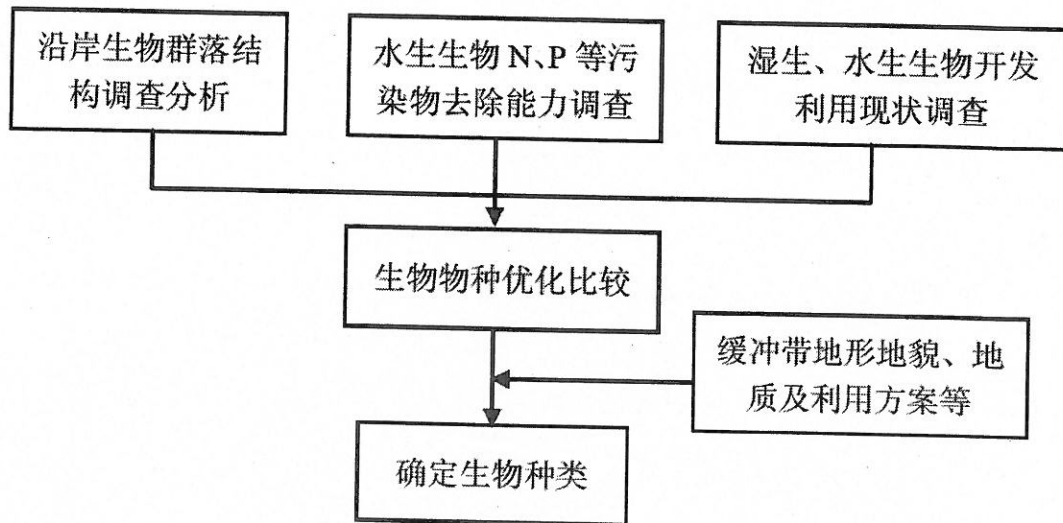 沿岸生物群落结
构调查分析
水生生物 N、P 等污
染物去除能力调查
湿生、水生生物开发
利用现状调查
生物物种优化比较
缓冲带地形地貌、地
质及利用方案等
确定生物种类